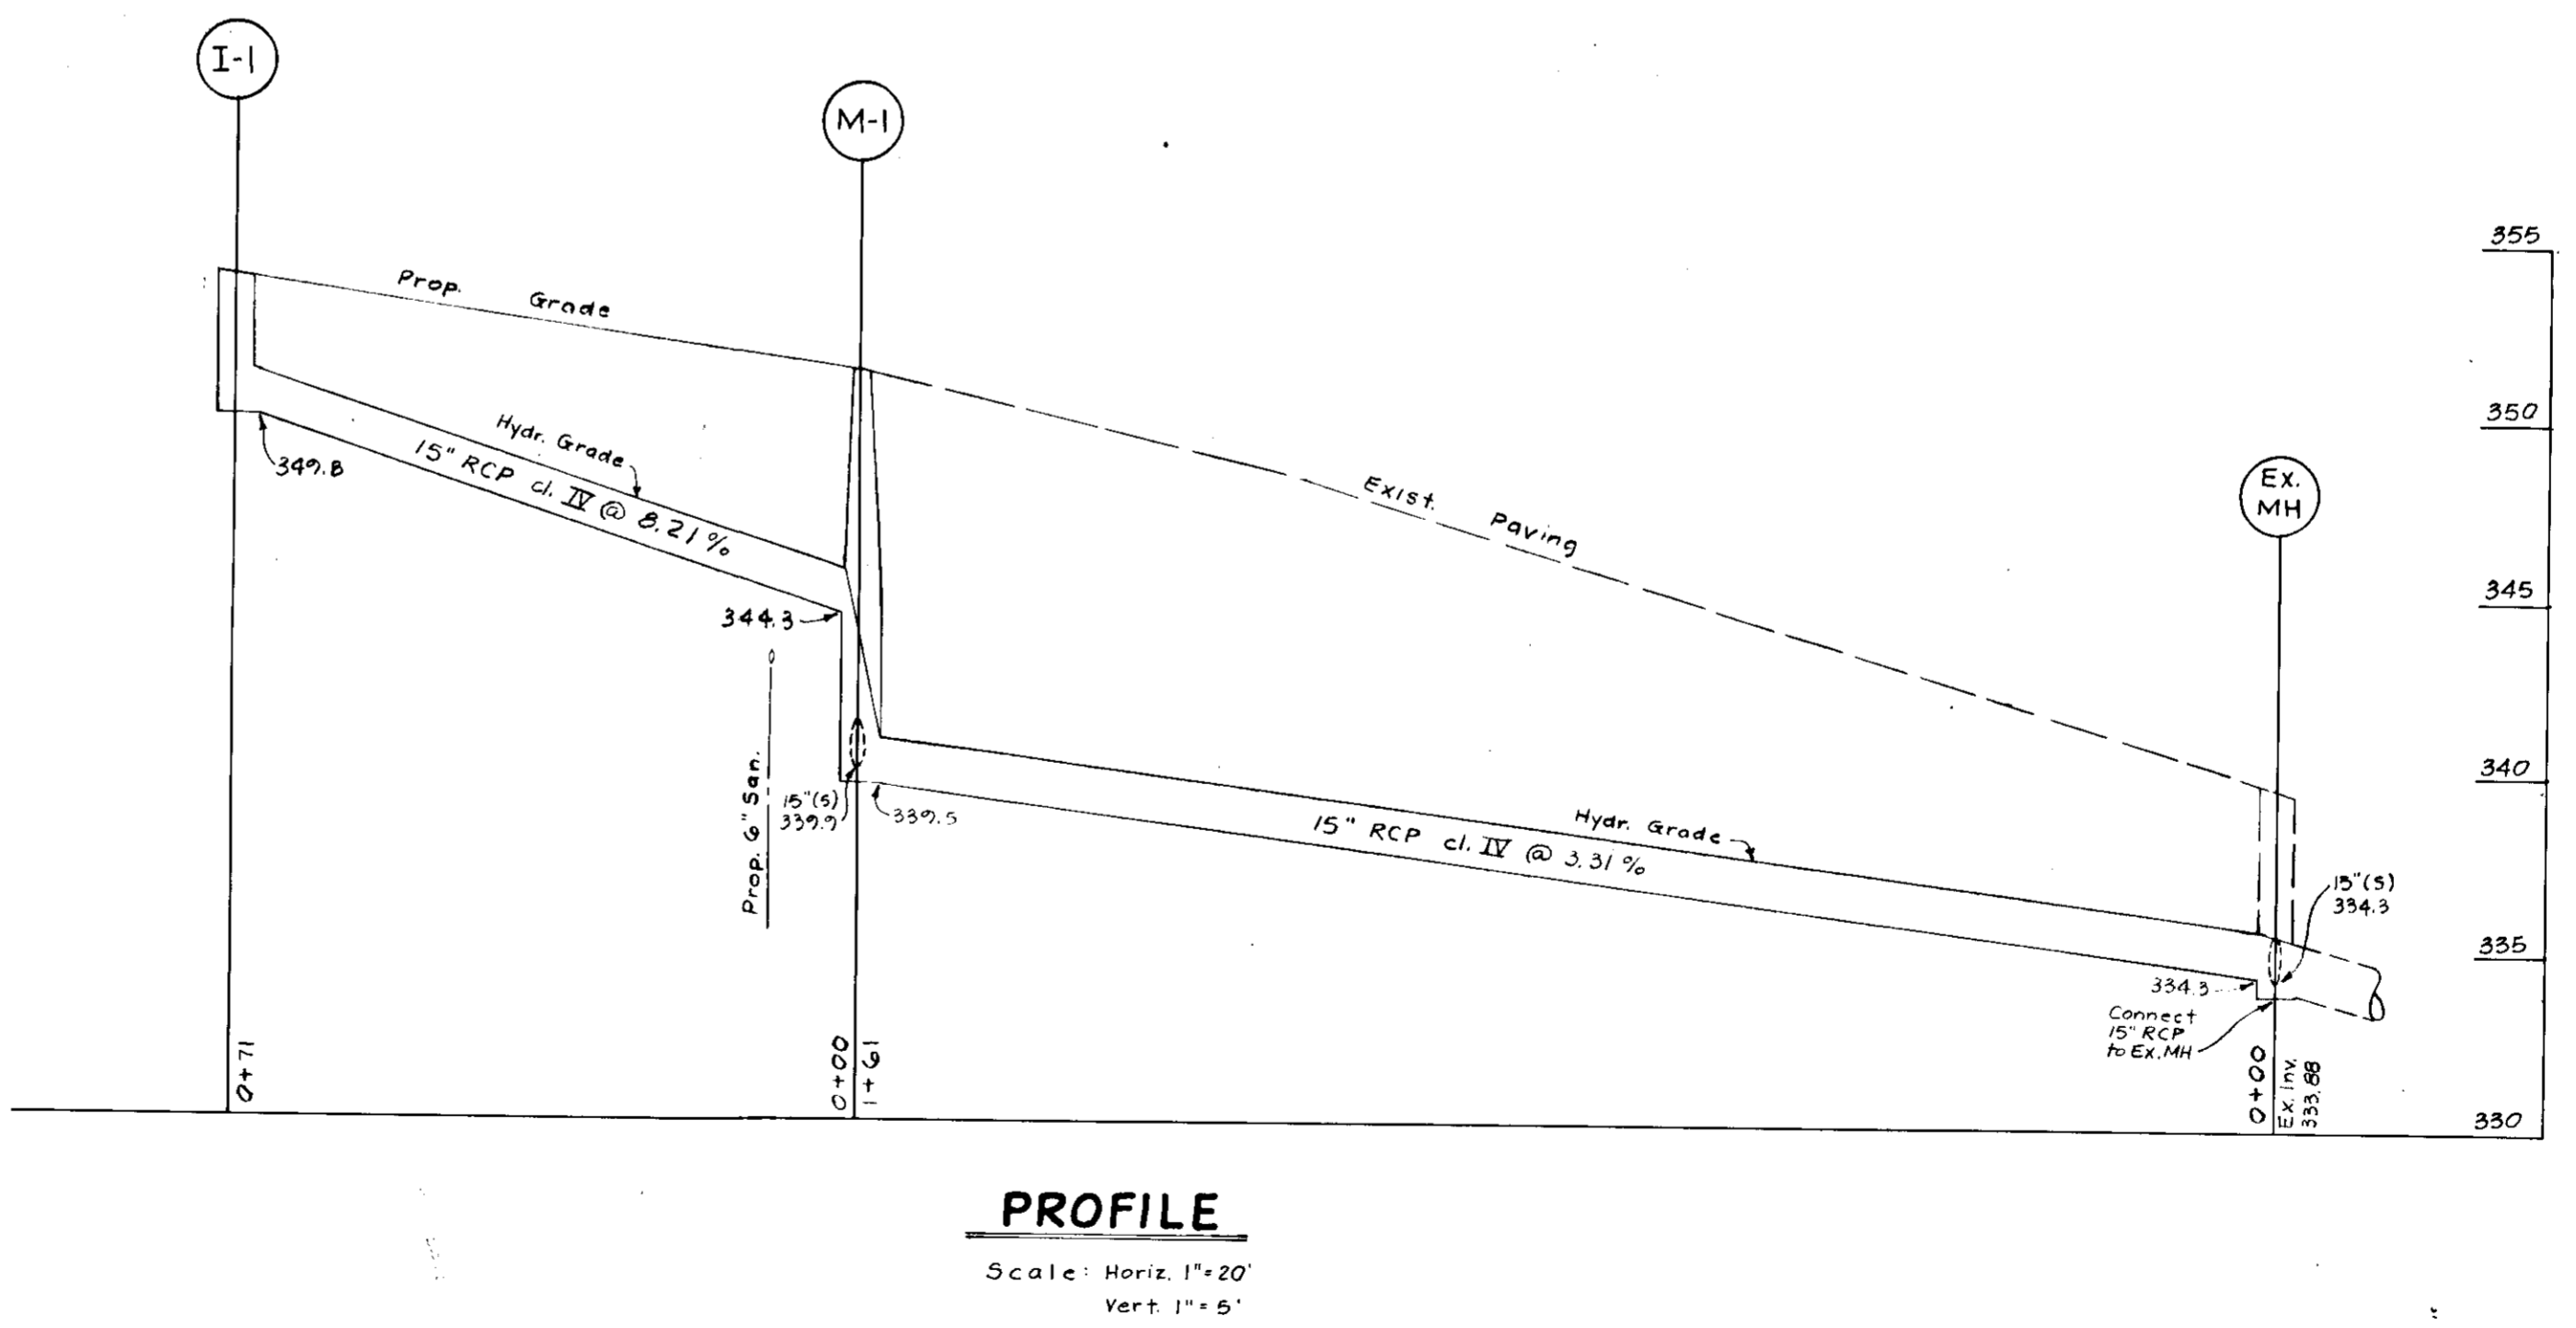 I-1
M-1
355
Prop. Grade
350
Hydr. Grade
349.8
15" RCP cl. IV @ 8.21%
Exist. Paving
Ex.
MH
345
344.3
Prop. 6" San.
340
15"(S)
339.9
339.5
Hydr. Grade
15" RCP cl. IV @ 3.31%
15"(S)
334.3
335
334.3
Connect
15" RCP
to Ex. MH
0+71
0+00
1+61
0+00
Ex. Inv.
333.88
330
PROFILE
Scale: Horiz. 1"=20'
Vert. 1"=5'